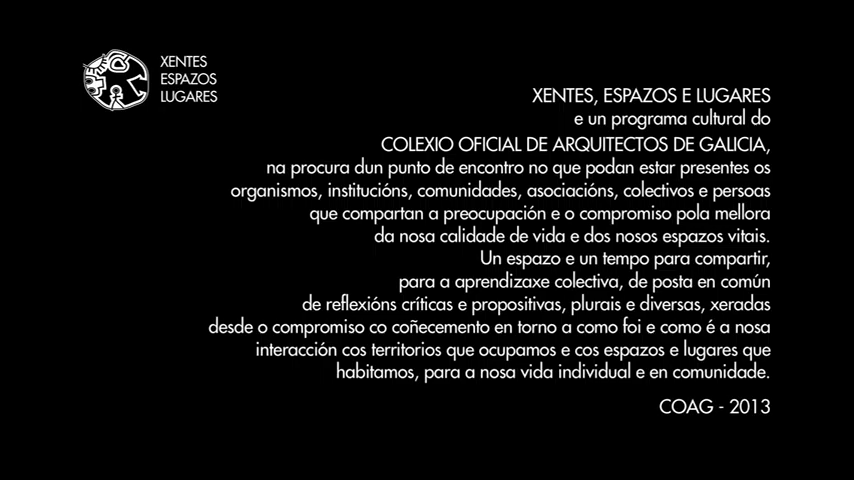 XENTES
ESPAZOS
LUGARES
XENTES, ESPAZOS E LUGARES
e un programa cultural do
COLEXIO OFICIAL DE ARQUITECTOS DE GALICIA,
na procura dun punto de encontro no que podan estar presentes os
organismos, institucións, comunidades, asociacións, colectivos e persoas
que compartan a preocupación e o compromiso pola mellora
da nosa calidade de vida e dos nosos espazos vitais.
Un espazo e un tempo para compartir,
para a aprendizaxe colectiva, de posta en común
de reflexións críticas e propositivas, plurais e diversas, xeradas
desde o compromiso co coñecemento en torno a como foi e como é a nosa
interacción cos territorios que ocupamos e cos espazos e lugares que
habitamos, para a nosa vida individual e en comunidade.
COAG - 2013